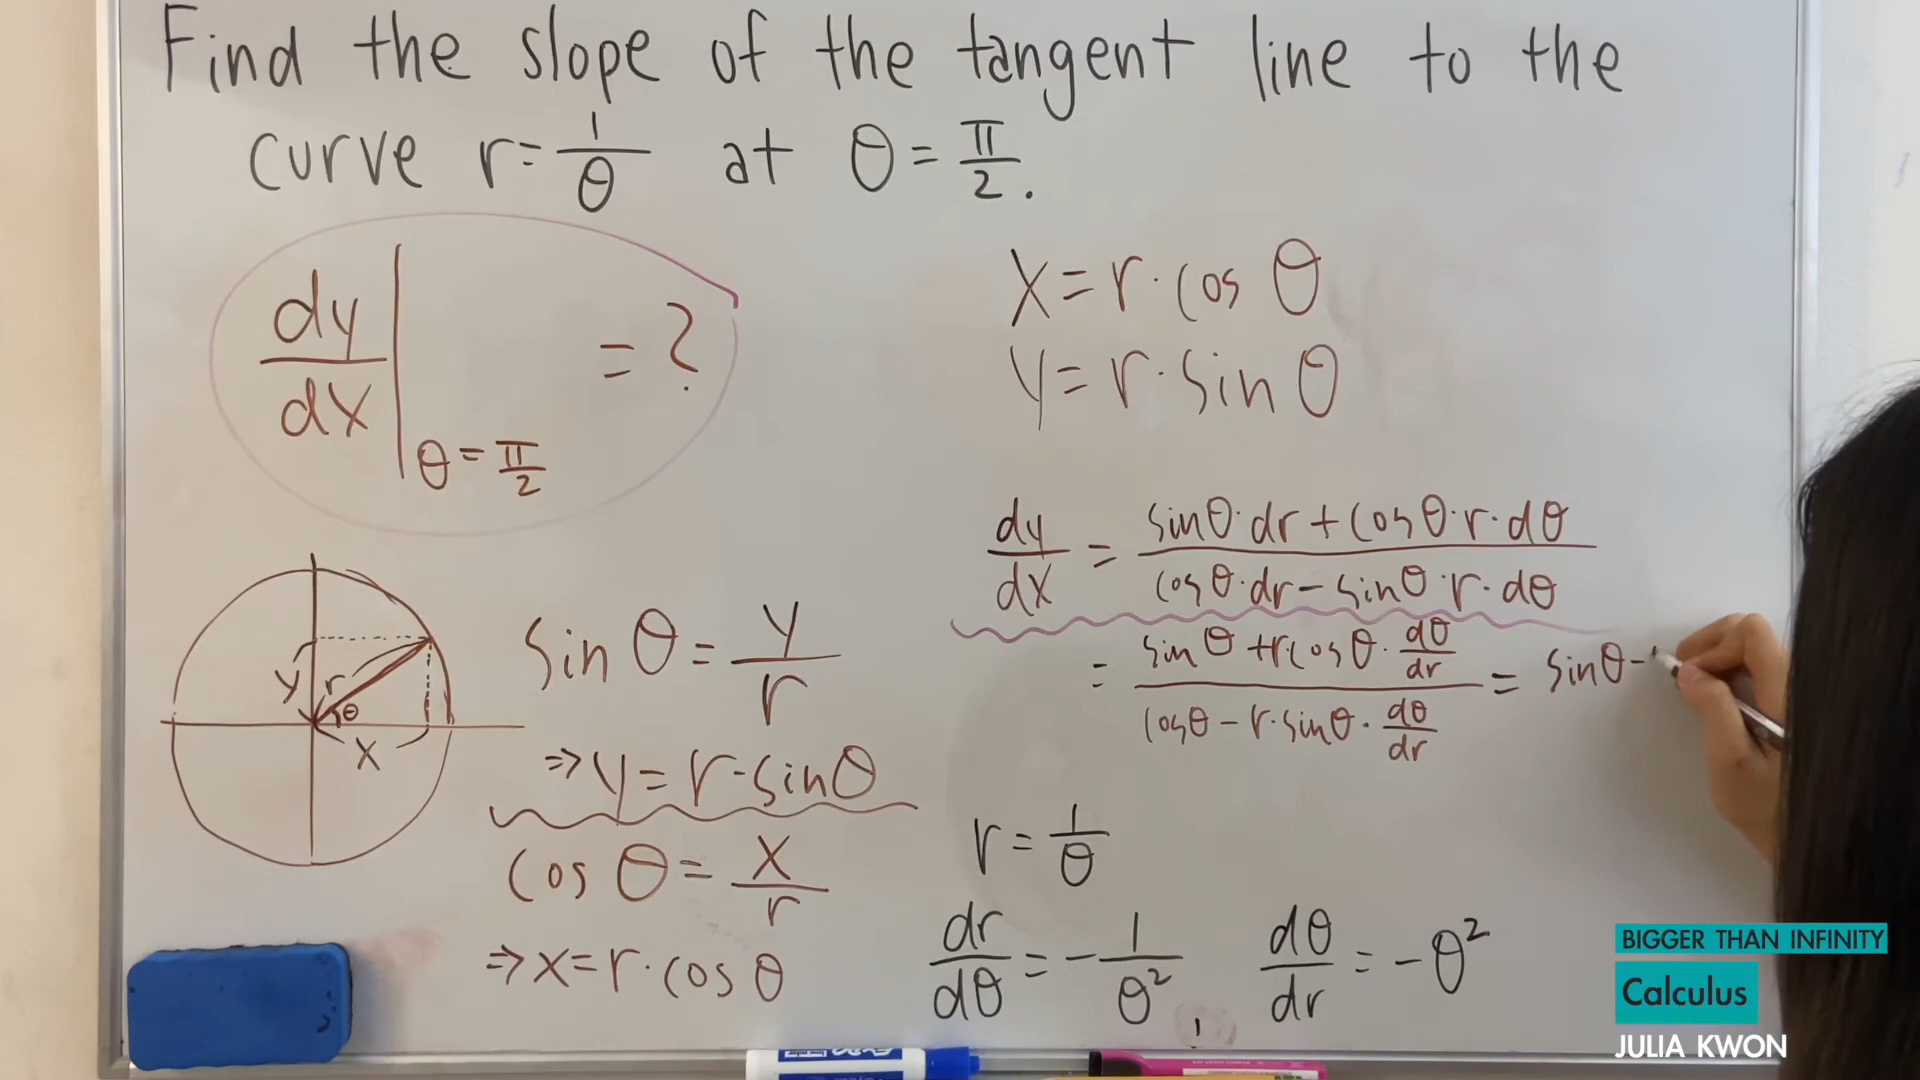 Find the slope of the tangent line to the
curve r = 1/θ at θ = π/2.
dy/dx |θ = π/2 = ?
x = r · cos θ
y = r · sin θ
dy/dx = (sinθ · dr + cosθ · r · dθ)/(cosθ · dr − sinθ · r · dθ)
= (sinθ + r · cosθ · dθ/dr)/(cosθ − r · sinθ · dθ/dr) = sinθ −
y
r
θ
x
sin θ = y/r
⇒ y = r · sinθ
cos θ = x/r
⇒ x = r · cos θ
r = 1/θ
dr/dθ = − 1/θ², dθ/dr = − θ²
BIGGER THAN INFINITY
Calculus
JULIA KWON